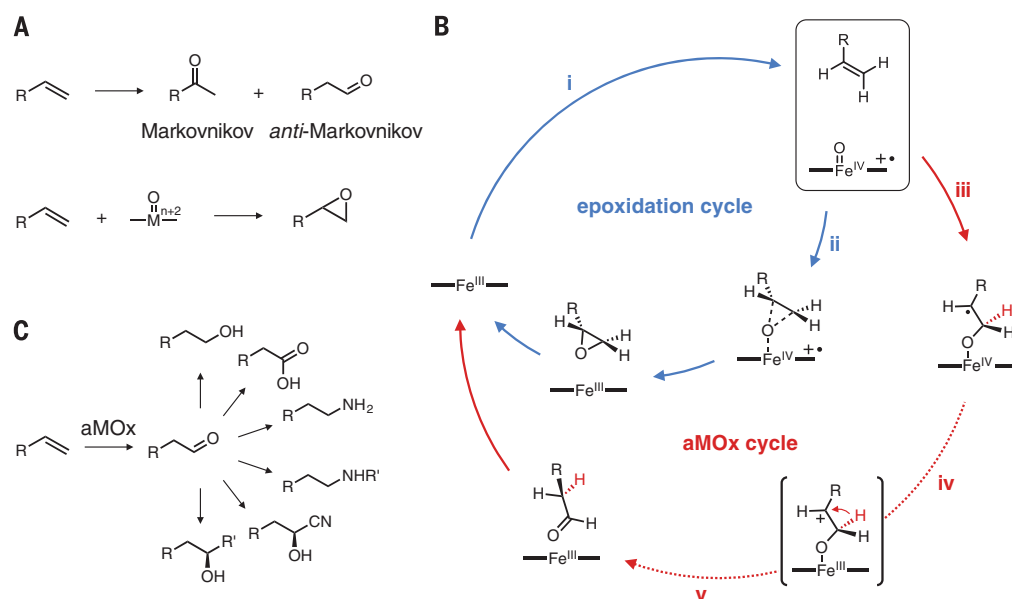 A
R
O
R
Markovnikov
+
R
O
anti-Markovnikov
R
+
O
M n+2
R
O
B
i
R
H
H
H
O
Fe IV
+•
epoxidation cycle
ii
iii
Fe III
R
H
H
H
O
Fe IV
+•
R
H
H
H
O
Fe III
R
H
H
H
O
Fe IV
aMOx cycle
iv
R
H
H
H
+
O
Fe III
v
R
H
H
O
H
Fe III
C
R
aMOx
R
O
R
OH
R
O
OH
R
NH2
R
NHR'
R
CN
OH
R
R'
OH